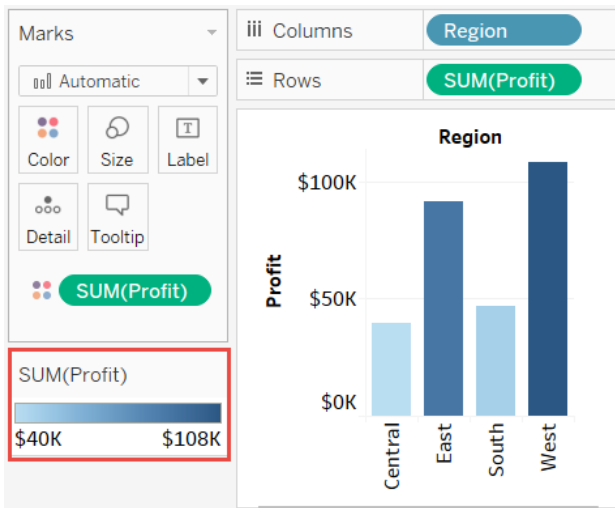 Marks
Automatic
Color Size Label
Detail Tooltip
SUM(Profit)
SUM(Profit)
$40K $108K
Columns Region
Rows SUM(Profit)
Region
Profit
$100K
$50K
$0K
Central East South West